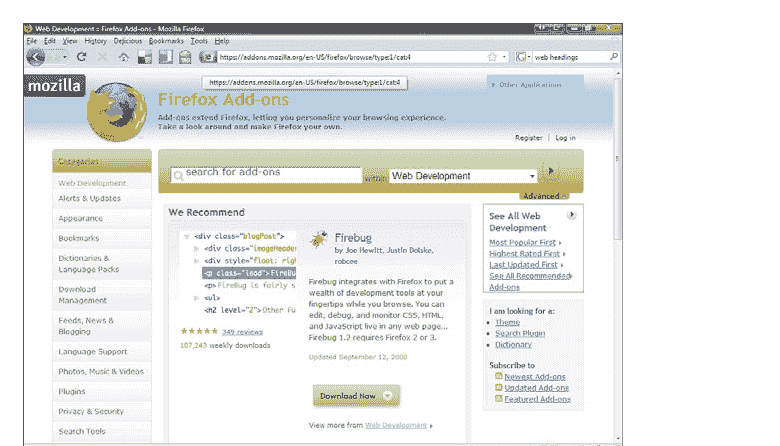 Web Development :: Firefox Add-ons - Mozilla Firefox
File Edit View History Delicious Bookmarks Tools Help
https://addons.mozilla.org/en-US/firefox/browse/type:1/cat:4
web headings
https://addons.mozilla.org/en-US/firefox/browse/type:1/cat:4
mozilla
Other Application
Firefox Add-ons
Add-ons extend Firefox, letting you personalize your browsing experience.
Take a look around and make Firefox your own.
Register Log in
Categories
Web Development
Alerts & Updates
Appearance
Bookmarks
Dictionaries &
Language Packs
Download
Management
Feeds, News &
Blogging
Language Support
Photos, Music & Videos
Plugins
Privacy & Security
Search Tools
search for add-ons
within
Web Development
Advanced
We Recommend
<div class="blogPost">
<div class="imageHeader
<div style="float: righ
<p class="lead">FireBug
<p>FireBug is fairly s
<ul>
<h2 level="2">Other Fu
349 reviews
107,243 weekly downloads
Firebug
by Joe Hewitt, Justin Dolske,
robcee
Firebug integrates with Firefox to put a
wealth of development tools at your
fingertips while you browse. You can
edit, debug, and monitor CSS, HTML,
and JavaScript live in any web page...
Firebug 1.2 requires Firefox 2 or 3.
Updated September 12, 2008
Download Now
View more from Web Development
See All Web
Development
Most Popular First
Highest Rated First
Last Updated First
See All Recommended
Add-ons
I am looking for a:
Theme
Search Plugin
Dictionary
Subscribe to
Newest Add-ons
Updated Add-ons
Featured Add-ons